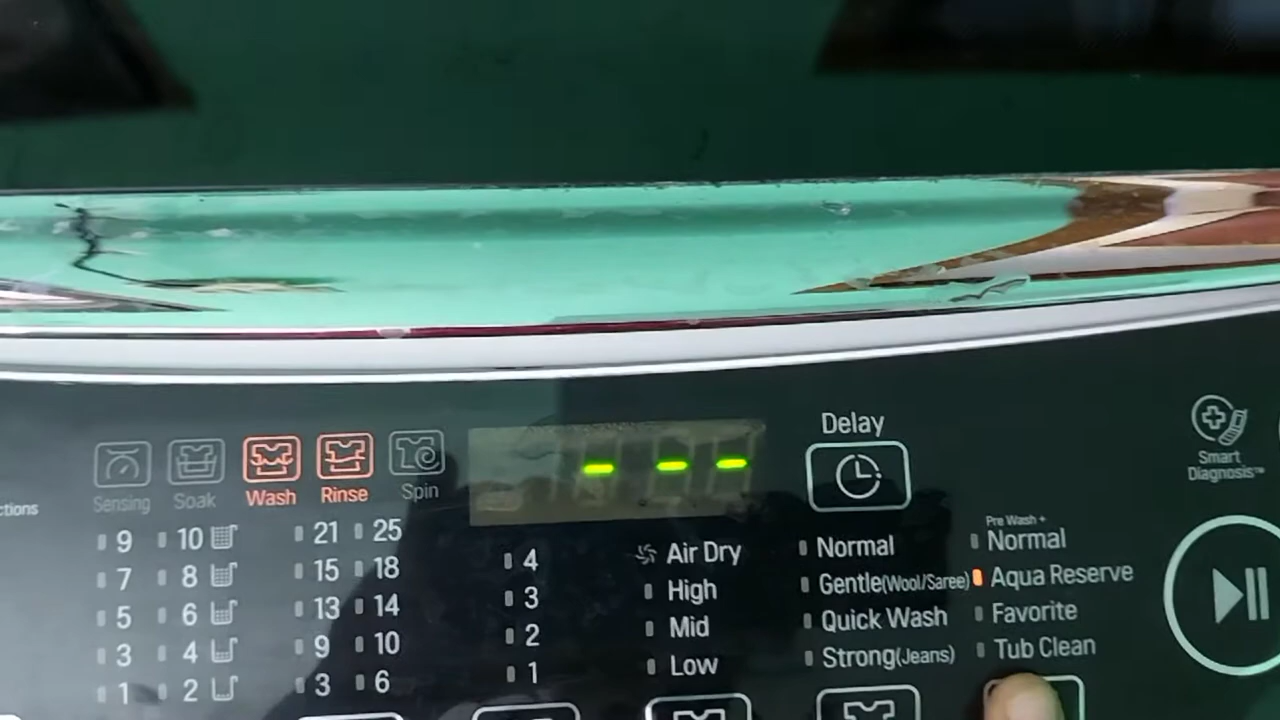 Delay
Smart
Diagnosis™
Sensing Soak Wash Rinse Spin
ctions
9 10 21 25
7 8 15 18
5 6 13 14
3 4 9 10
1 2 3 6
4
3
2
1
Air Dry
High
Mid
Low
Normal
Gentle(Wool/Saree)
Quick Wash
Strong(Jeans)
Pre Wash +
Normal
Aqua Reserve
Favorite
Tub Clean
---